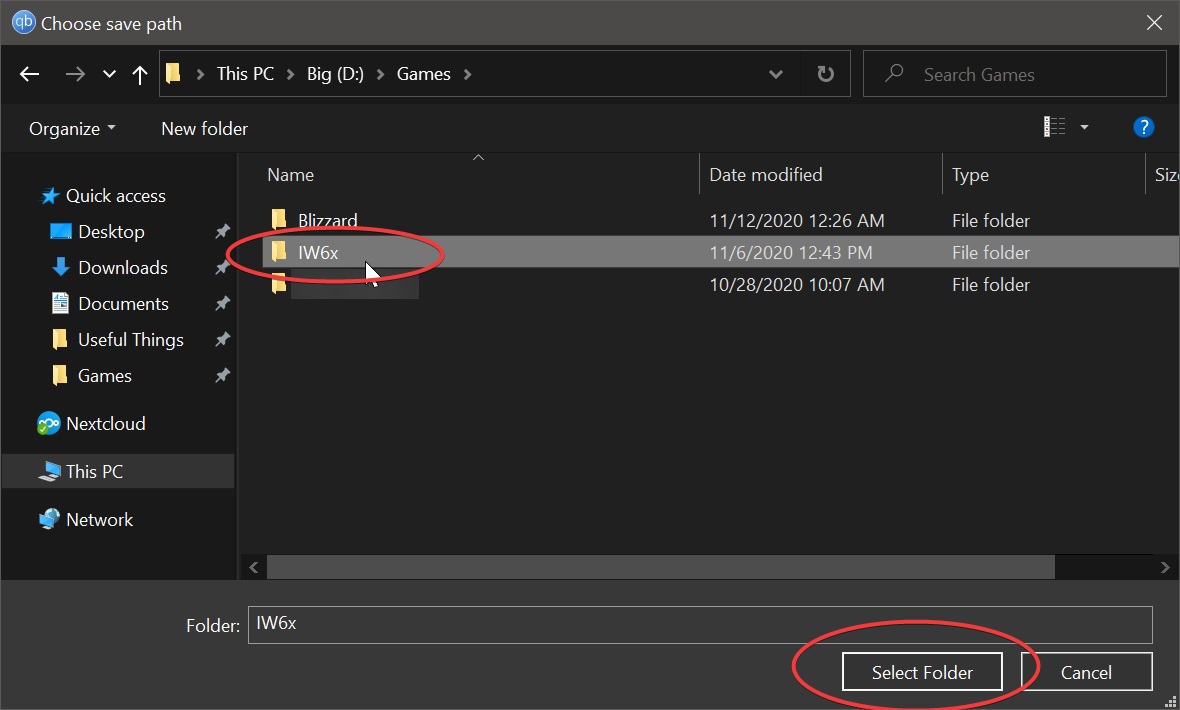 qb Choose save path
This PC > Big (D:) > Games >
Search Games
Organize
New folder
?
Name
Date modified
Type
Siz
Quick access
Desktop
Downloads
Documents
Useful Things
Games
Nextcloud
This PC
Network
Blizzard 11/12/2020 12:26 AM File folder
IW6x 11/6/2020 12:43 PM File folder
10/28/2020 10:07 AM File folder
Folder: IW6x
Select Folder
Cancel